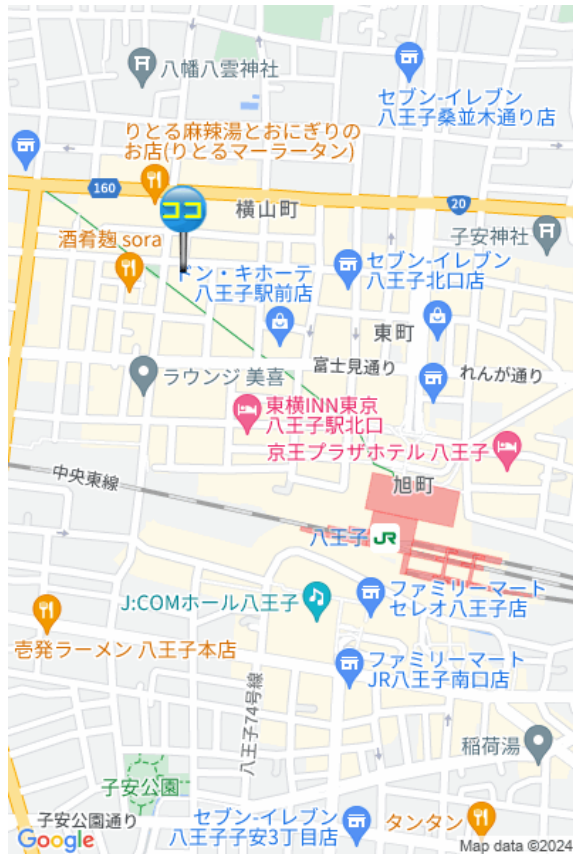 八幡八雲神社
セブン-イレブン
八王子桑並木通り店
りとる麻辣湯とおにぎりの
お店(りとるマーラータン)
160
ココ
横山町
20
子安神社
酒肴麹 sora
ドン・キホーテ
八王子駅前店
セブン-イレブン
八王子北口店
東町
富士見通り
れんが通り
ラウンジ 美喜
東横INN東京
八王子駅北口
京王プラザホテル 八王子
中央東線
旭町
八王子
JR
J:COMホール八王子
ファミリーマート
セレオ八王子店
壱発ラーメン 八王子本店
ファミリーマート
JR八王子南口店
八王子74号線
稲荷湯
子安公園
子安公園通り
セブン-イレブン
八王子子安3丁目店
タンタン
Google
Map data ©2024